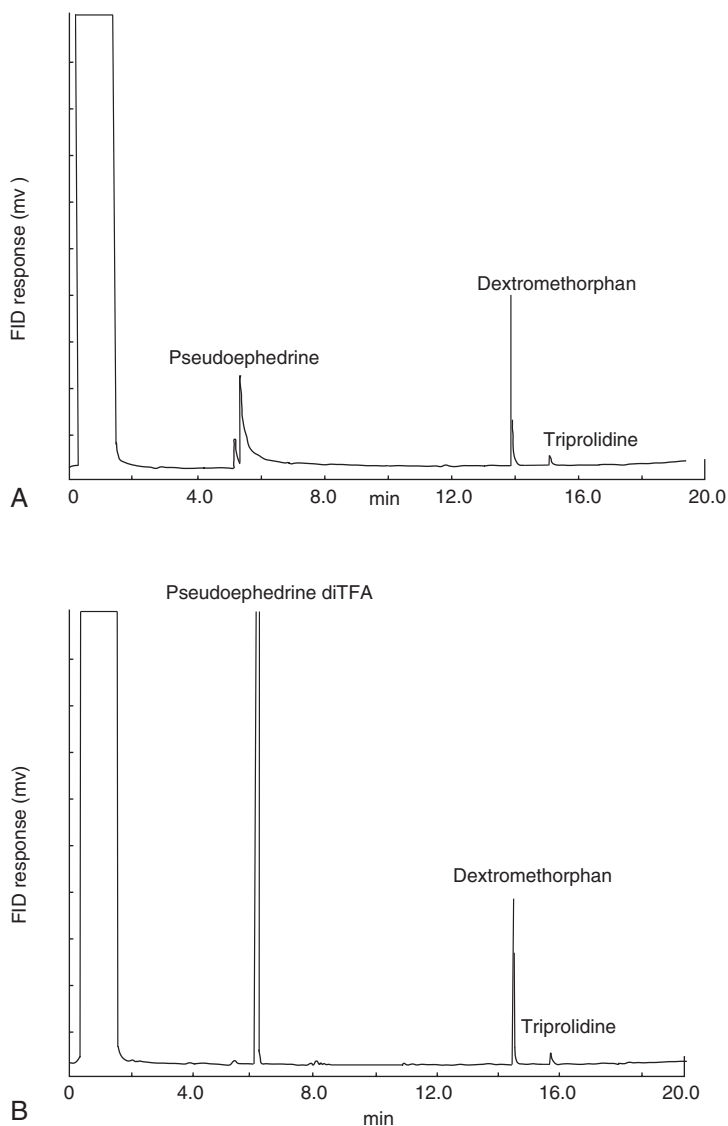 FID response (mv)
Dextromethorphan
Pseudoephedrine
Triprolidine
0 4.0 8.0 12.0 16.0 20.0
min
A
Pseudoephedrine diTFA
FID response (mv)
Dextromethorphan
Triprolidine
0 4.0 8.0 12.0 16.0 20.0
min
B